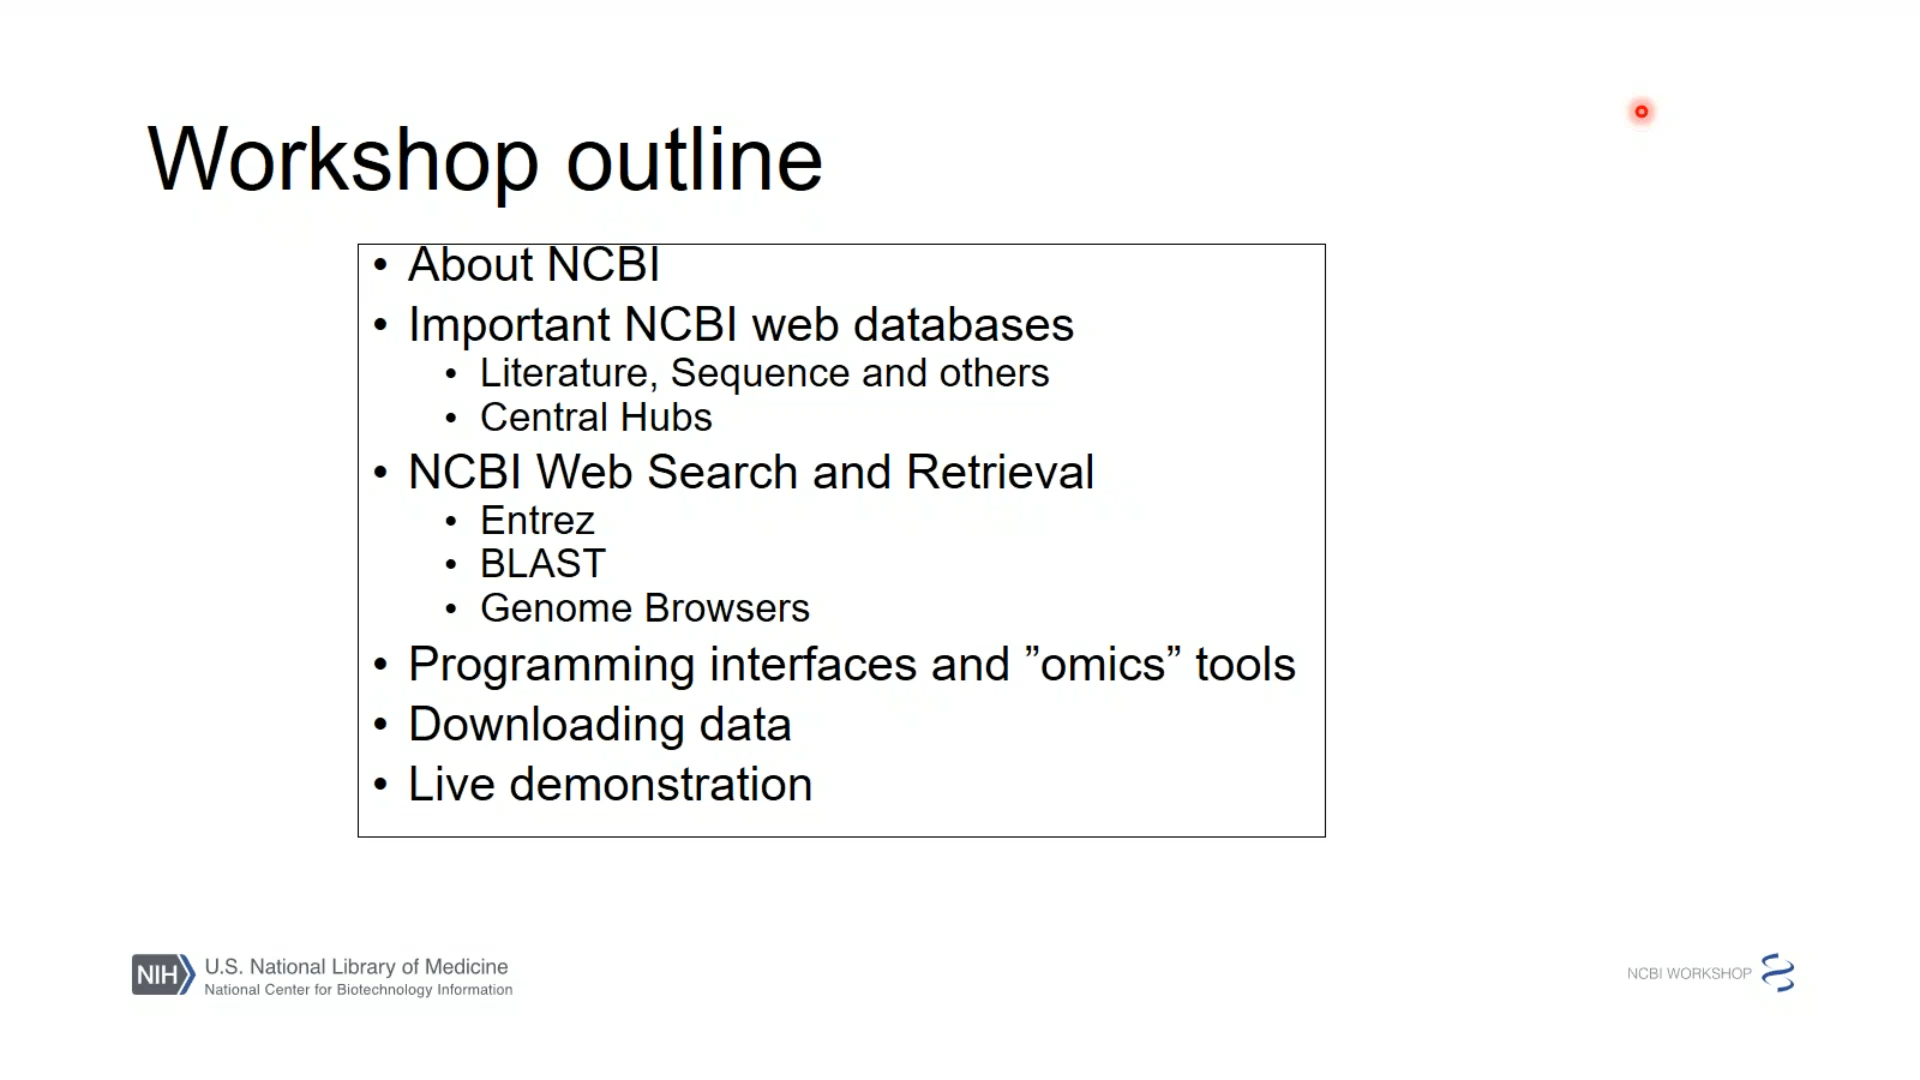 Workshop outline
• About NCBI
• Important NCBI web databases
• Literature, Sequence and others
• Central Hubs
• NCBI Web Search and Retrieval
• Entrez
• BLAST
• Genome Browsers
• Programming interfaces and ”omics” tools
• Downloading data
• Live demonstration
NIH
U.S. National Library of Medicine
National Center for Biotechnology Information
NCBI WORKSHOP